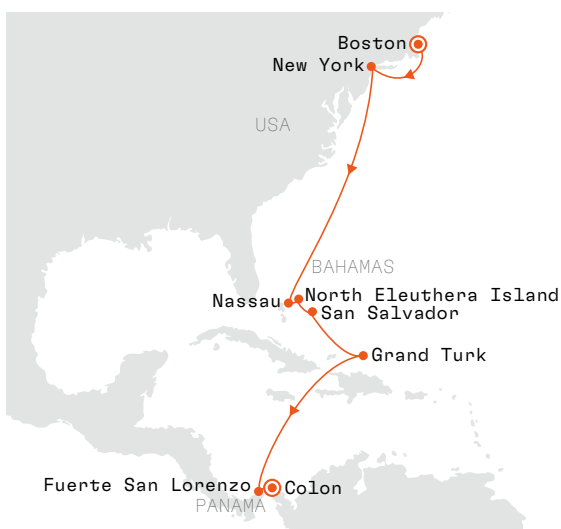 Boston
New York
USA
BAHAMAS
North Eleuthera Island
Nassau
San Salvador
Grand Turk
Fuerte San Lorenzo
Colon
PANAMA